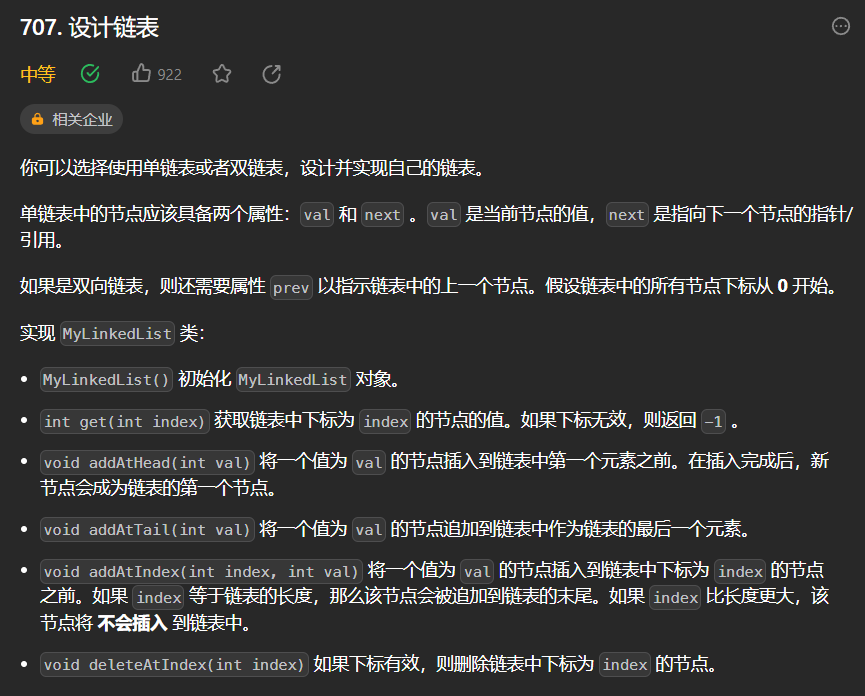 707. 设计链表
中等 922
相关企业
你可以选择使用单链表或者双链表，设计并实现自己的链表。
单链表中的节点应该具备两个属性：val 和 next 。val 是当前节点的值，next 是指向下一个节点的指针/
引用。
如果是双向链表，则还需要属性 prev 以指示链表中的上一个节点。假设链表中的所有节点下标从 0 开始。
实现 MyLinkedList 类：
• MyLinkedList() 初始化 MyLinkedList 对象。
• int get(int index) 获取链表中下标为 index 的节点的值。如果下标无效，则返回 -1 。
• void addAtHead(int val) 将一个值为 val 的节点插入到链表中第一个元素之前。在插入完成后，新
节点会成为链表的第一个节点。
• void addAtTail(int val) 将一个值为 val 的节点追加到链表中作为链表的最后一个元素。
• void addAtIndex(int index, int val) 将一个值为 val 的节点插入到链表中下标为 index 的节点
之前。如果 index 等于链表的长度，那么该节点会被追加到链表的末尾。如果 index 比长度更大，该
节点将 不会插入 到链表中。
• void deleteAtIndex(int index) 如果下标有效，则删除链表中下标为 index 的节点。